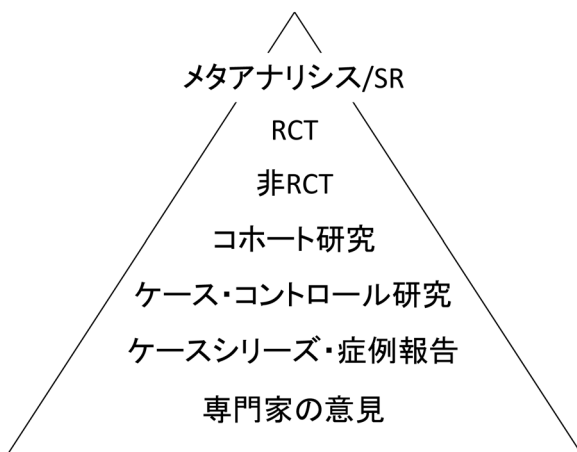 メタアナリシス/SR
RCT
非RCT
コホート研究
ケース・コントロール研究
ケースシリーズ・症例報告
専門家の意見